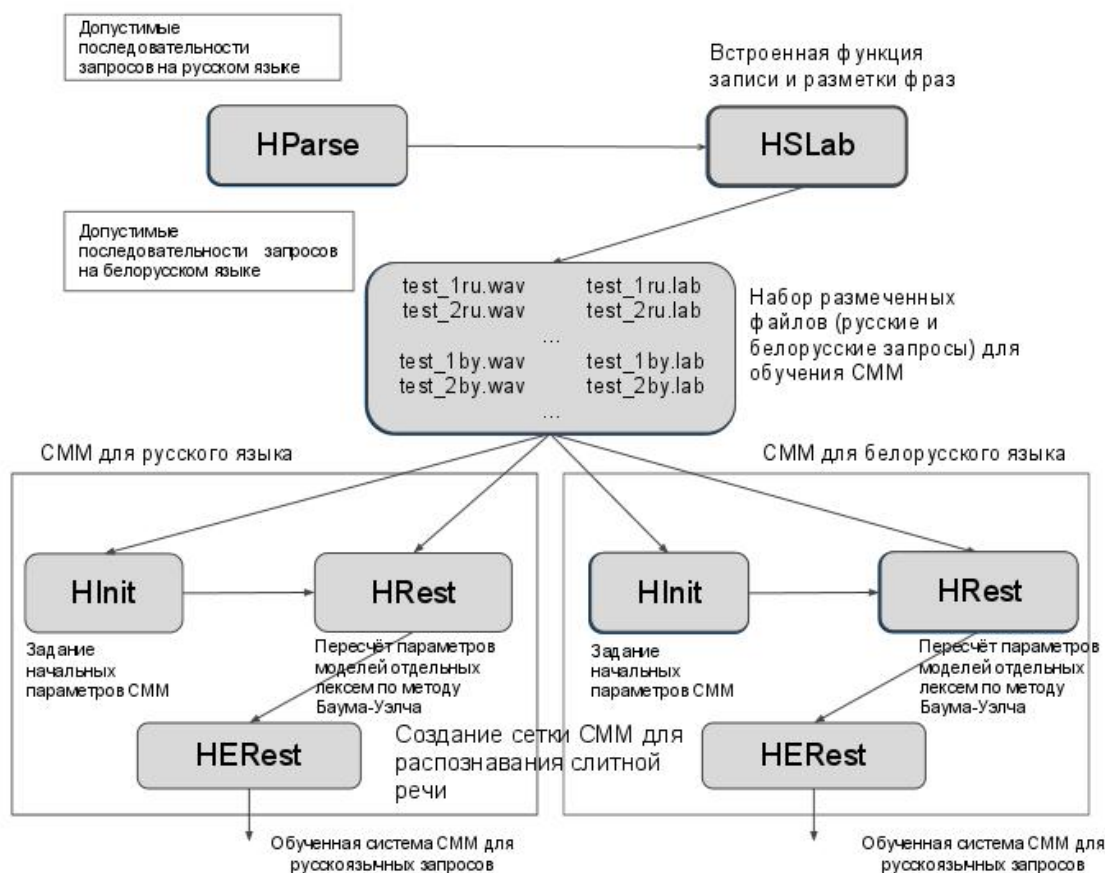 Допустимые
последовательности
запросов на русском языке
Встроенная функция
записи и разметки фраз
HParse
HSLab
Допустимые
последовательности запросов
на белорусском языке
test_1ru.wav test_1ru.lab
test_2ru.wav test_2ru.lab
...
test_1by.wav test_1by.lab
test_2by.wav test_2by.lab
...
Набор размеченных
файлов (русские и
белорусские запросы) для
обучения СММ
СММ для русского языка
HInit
HRest
Задание
начальных
параметров СММ
Пересчёт параметров
моделей отдельных
лексем по методу
Баума-Уэлча
HERest
Создание сетки СММ для
распознавания слитной
речи
Обученная система СММ для
русскоязычных запросов
СММ для белорусского языка
HInit
HRest
Задание
начальных
параметров СММ
Пересчёт параметров
моделей отдельных
лексем по методу
Баума-Уэлча
HERest
Обученная система СММ для
русскоязычных запросов